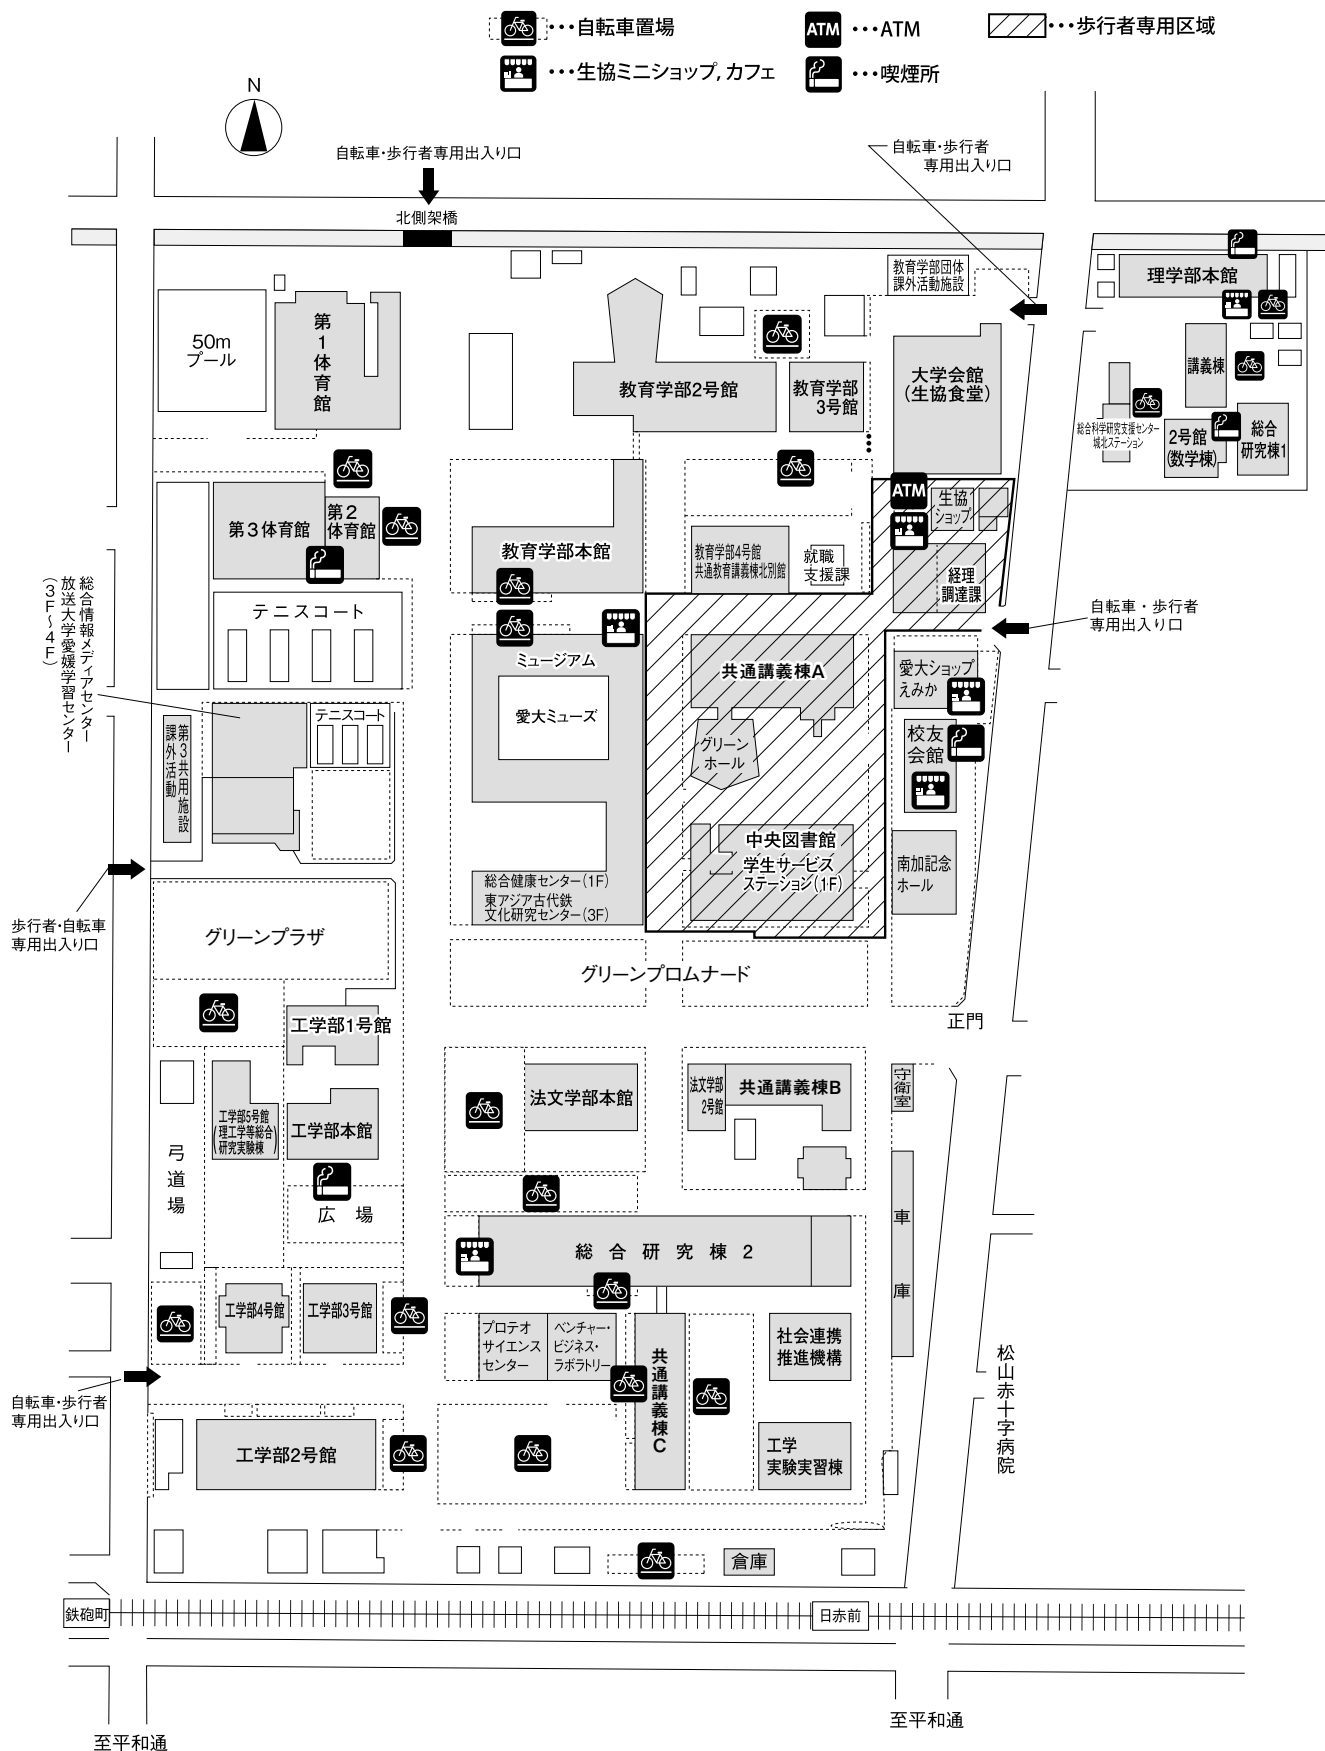 ･･･自転車置場
ATM ･･･ATM
･･･歩行者専用区域
･･･生協ミニショップ,カフェ
･･･喫煙所
N
自転車・歩行者専用出入り口
自転車・歩行者
専用出入り口
北側架橋
教育学部団体
課外活動施設
理学部本館
50m
プール
第1体育館
教育学部2号館
教育学部
3号館
大学会館
(生協食堂)
講義棟
総合科学研究支援センター
城北ステーション
2号館
(数学棟)
総合
研究棟1
第3体育館
第2
体育館
ATM
生協
ショップ
教育学部本館
教育学部4号館
共通教育講義棟北別館
就職
支援課
経理
調達課
総合情報メディアセンター
放送大学愛媛学習センター
(3F〜4F)
テニスコート
自転車・歩行者
専用出入り口
ミュージアム
共通講義棟A
愛大ショップ
えみか
愛大ミューズ
テニスコート
第3共用施設
課外活動
グリーン
ホール
校友
会館
中央図書館
学生サービス
ステーション(1F)
南加記念
ホール
総合健康センター(1F)
東アジア古代鉄
文化研究センター(3F)
歩行者・自転車
専用出入り口
グリーンプラザ
グリーンプロムナード
工学部1号館
正門
守衛室
法文学部本館
法文学部
2号館
共通講義棟B
工学部5号館
(理工学等総合)
研究実験棟
工学部本館
弓道場
広場
車庫
総合研究棟2
工学部4号館
工学部3号館
プロテオ
サイエンス
センター
ベンチャー・
ビジネス・
ラボラトリー
共通講義棟C
社会連携
推進機構
松山赤十字病院
自転車・歩行者
専用出入り口
工学部2号館
工学
実験実習棟
倉庫
鉄砲町
日赤前
至平和通
至平和通